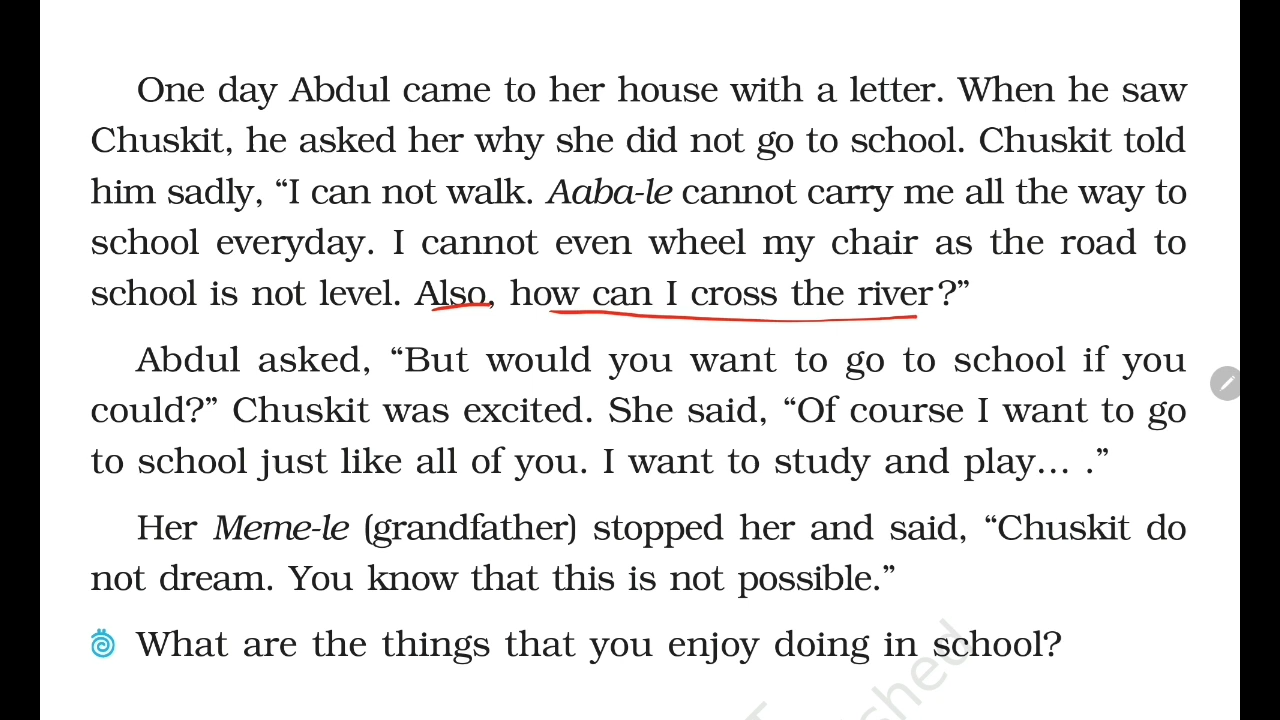 One day Abdul came to her house with a letter. When he saw
Chuskit, he asked her why she did not go to school. Chuskit told
him sadly, “I can not walk. Aaba-le cannot carry me all the way to
school everyday. I cannot even wheel my chair as the road to
school is not level. Also, how can I cross the river?”
Abdul asked, “But would you want to go to school if you
could?” Chuskit was excited. She said, “Of course I want to go
to school just like all of you. I want to study and play... .”
Her Meme-le (grandfather) stopped her and said, “Chuskit do
not dream. You know that this is not possible.”
What are the things that you enjoy doing in school?